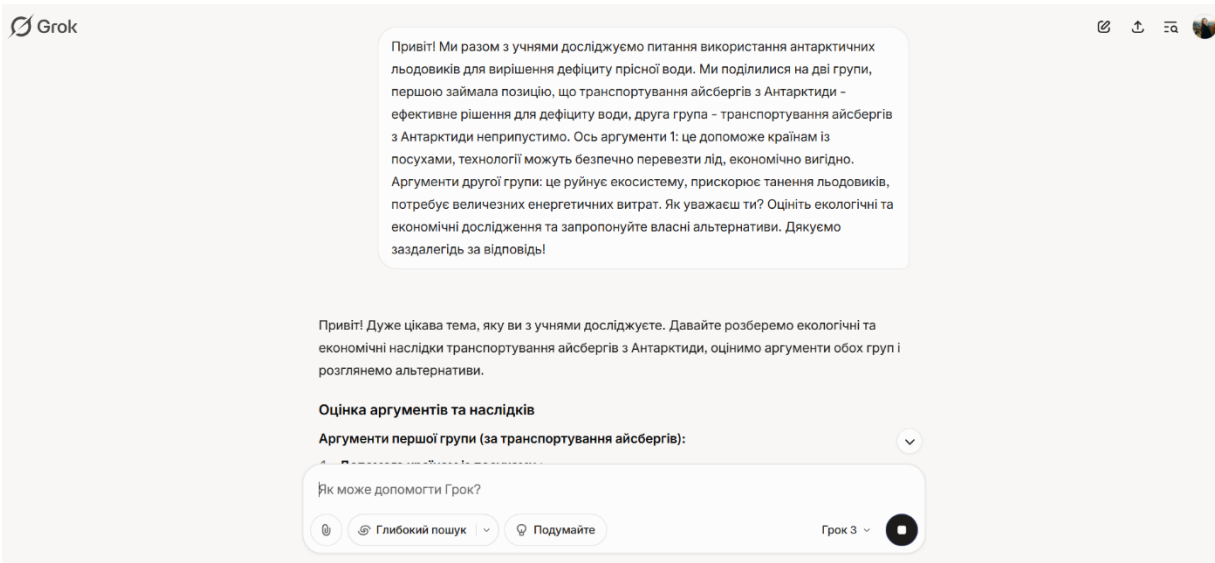 Grok
Привіт! Ми разом з учнями досліджуємо питання використання антарктичних
льодовиків для вирішення дефіциту прісної води. Ми поділилися на дві групи,
першою займала позицію, що транспортування айсбергів з Антарктиди -
ефективне рішення для дефіциту води, друга група - транспортування айсбергів
з Антарктиди неприпустимо. Ось аргументи 1: це допоможе країнам із
посухами, технології можуть безпечно перевезти лід, економічно вигідно.
Аргументи другої групи: це руйнує екосистему, прискорює танення льодовиків,
потребує величезних енергетичних витрат. Як уважаєш ти? Оцініть екологічні та
економічні дослідження та запропонуйте власні альтернативи. Дякуємо
заздалегідь за відповідь!
Привіт! Дуже цікава тема, яку ви з учнями досліджуєте. Давайте розберемо екологічні та
економічні наслідки транспортування айсбергів з Антарктиди, оцінимо аргументи обох груп і
розглянемо альтернативи.
Оцінка аргументів та наслідків
Аргументи першої групи (за транспортування айсбергів):
Як може допомогти Грок?
Глибокий пошук
Подумайте
Грок 3